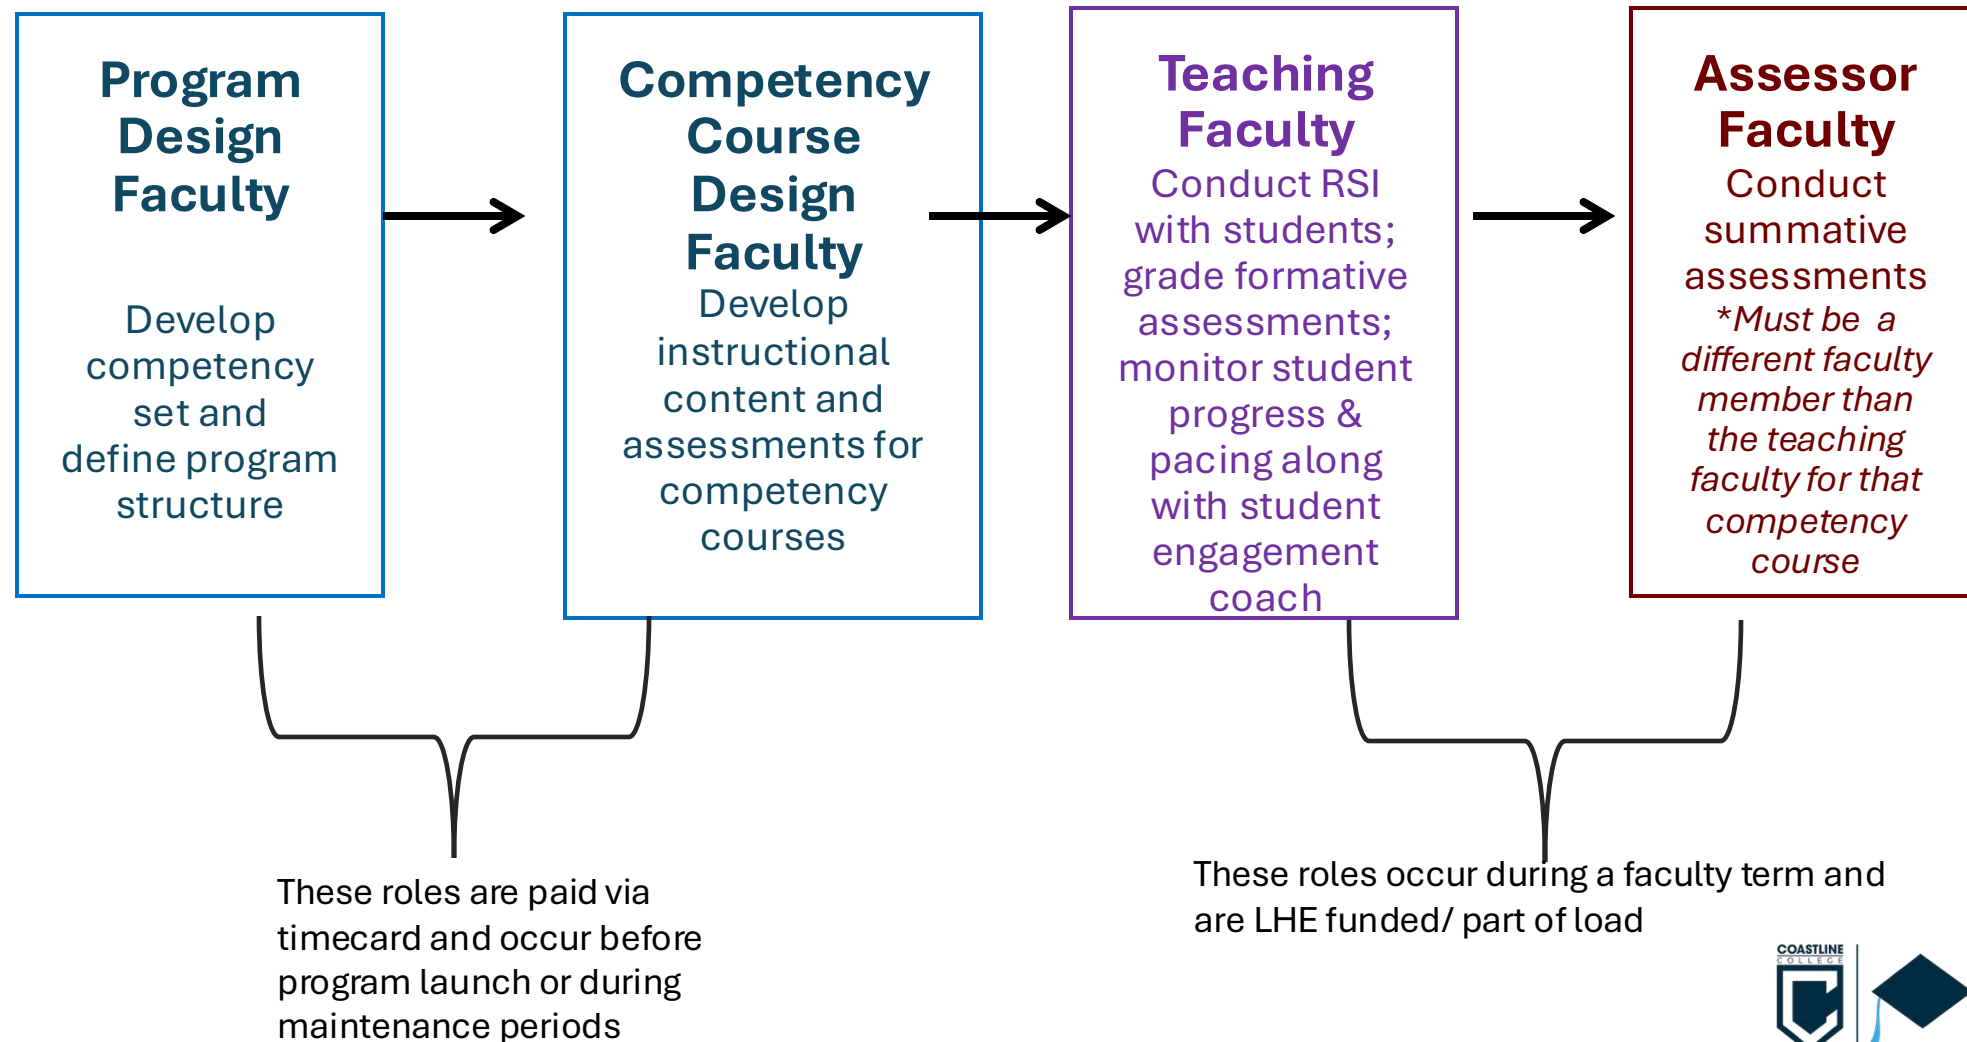 Program
Design
Faculty
Develop
competency
set and
define program
structure
Competency
Course
Design
Faculty
Develop
instructional
content and
assessments for
competency
courses
Teaching
Faculty
Conduct RSI
with students;
grade formative
assessments;
monitor student
progress &
pacing along
with student
engagement
coach
Assessor
Faculty
Conduct
summative
assessments
*Must be a
different faculty
member than
the teaching
faculty for that
competency
course
These roles are paid via
timecard and occur before
program launch or during
maintenance periods
These roles occur during a faculty term and
are LHE funded/ part of load
COASTLINE
COLLEGE